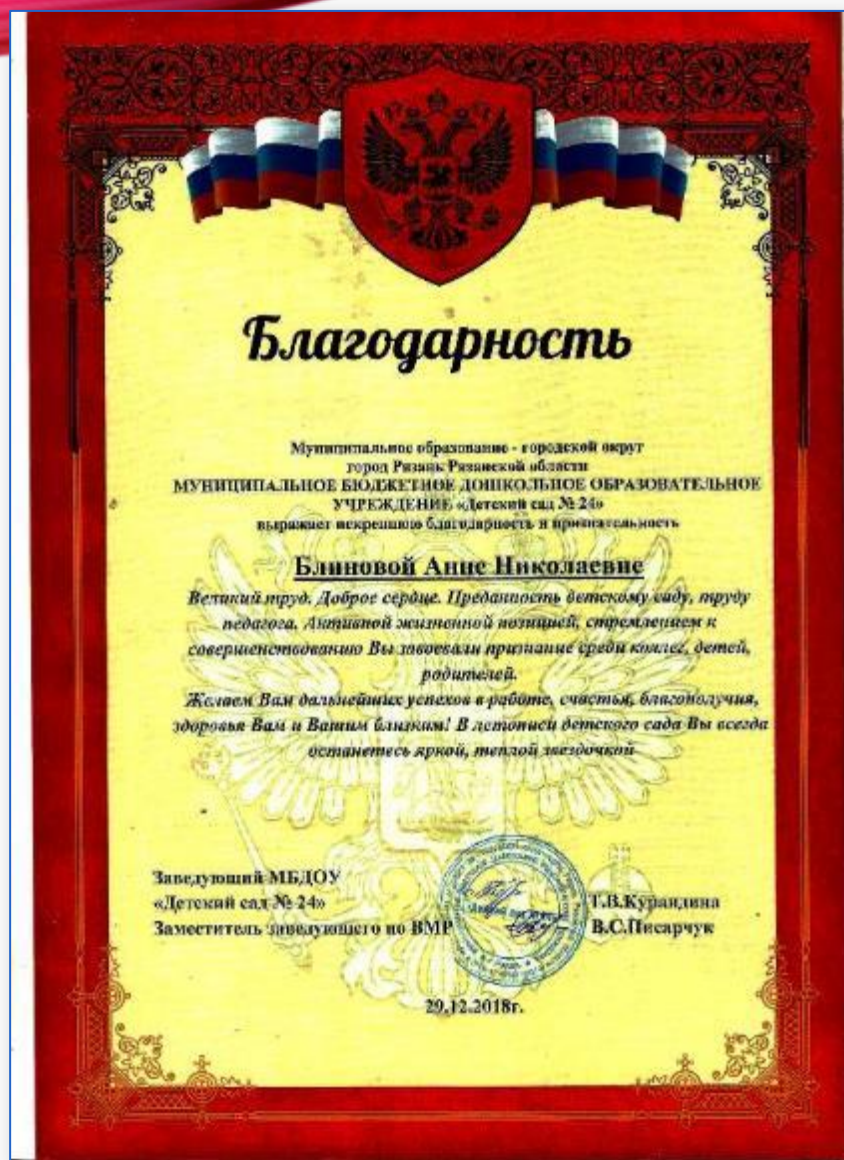 Благодарность
Муниципальное образование - городской округ
город Рязань Рязанской области
МУНИЦИПАЛЬНОЕ БЮДЖЕТНОЕ ДОШКОЛЬНОЕ ОБРАЗОВАТЕЛЬНОЕ
УЧРЕЖДЕНИЕ «Детский сад № 24»
выражает искреннюю благодарность и признательность
Блиновой Анне Николаевне
Великий труд. Доброе сердце. Преданность детскому саду, труду
педагога. Активной жизненной позицией, стремлением к
совершенствованию Вы завоевали признание среди коллег, детей,
родителей.
Желаем Вам дальнейших успехов в работе, счастья, благополучия,
здоровья Вам и Вашим близким! В летописи детского сада Вы всегда
останетесь яркой, теплой звездочкой
Заведующий МБДОУ
«Детский сад № 24» Т.В.Курандина
Заместитель заведующего по ВМР В.С.Писарчук
29.12.2018г.